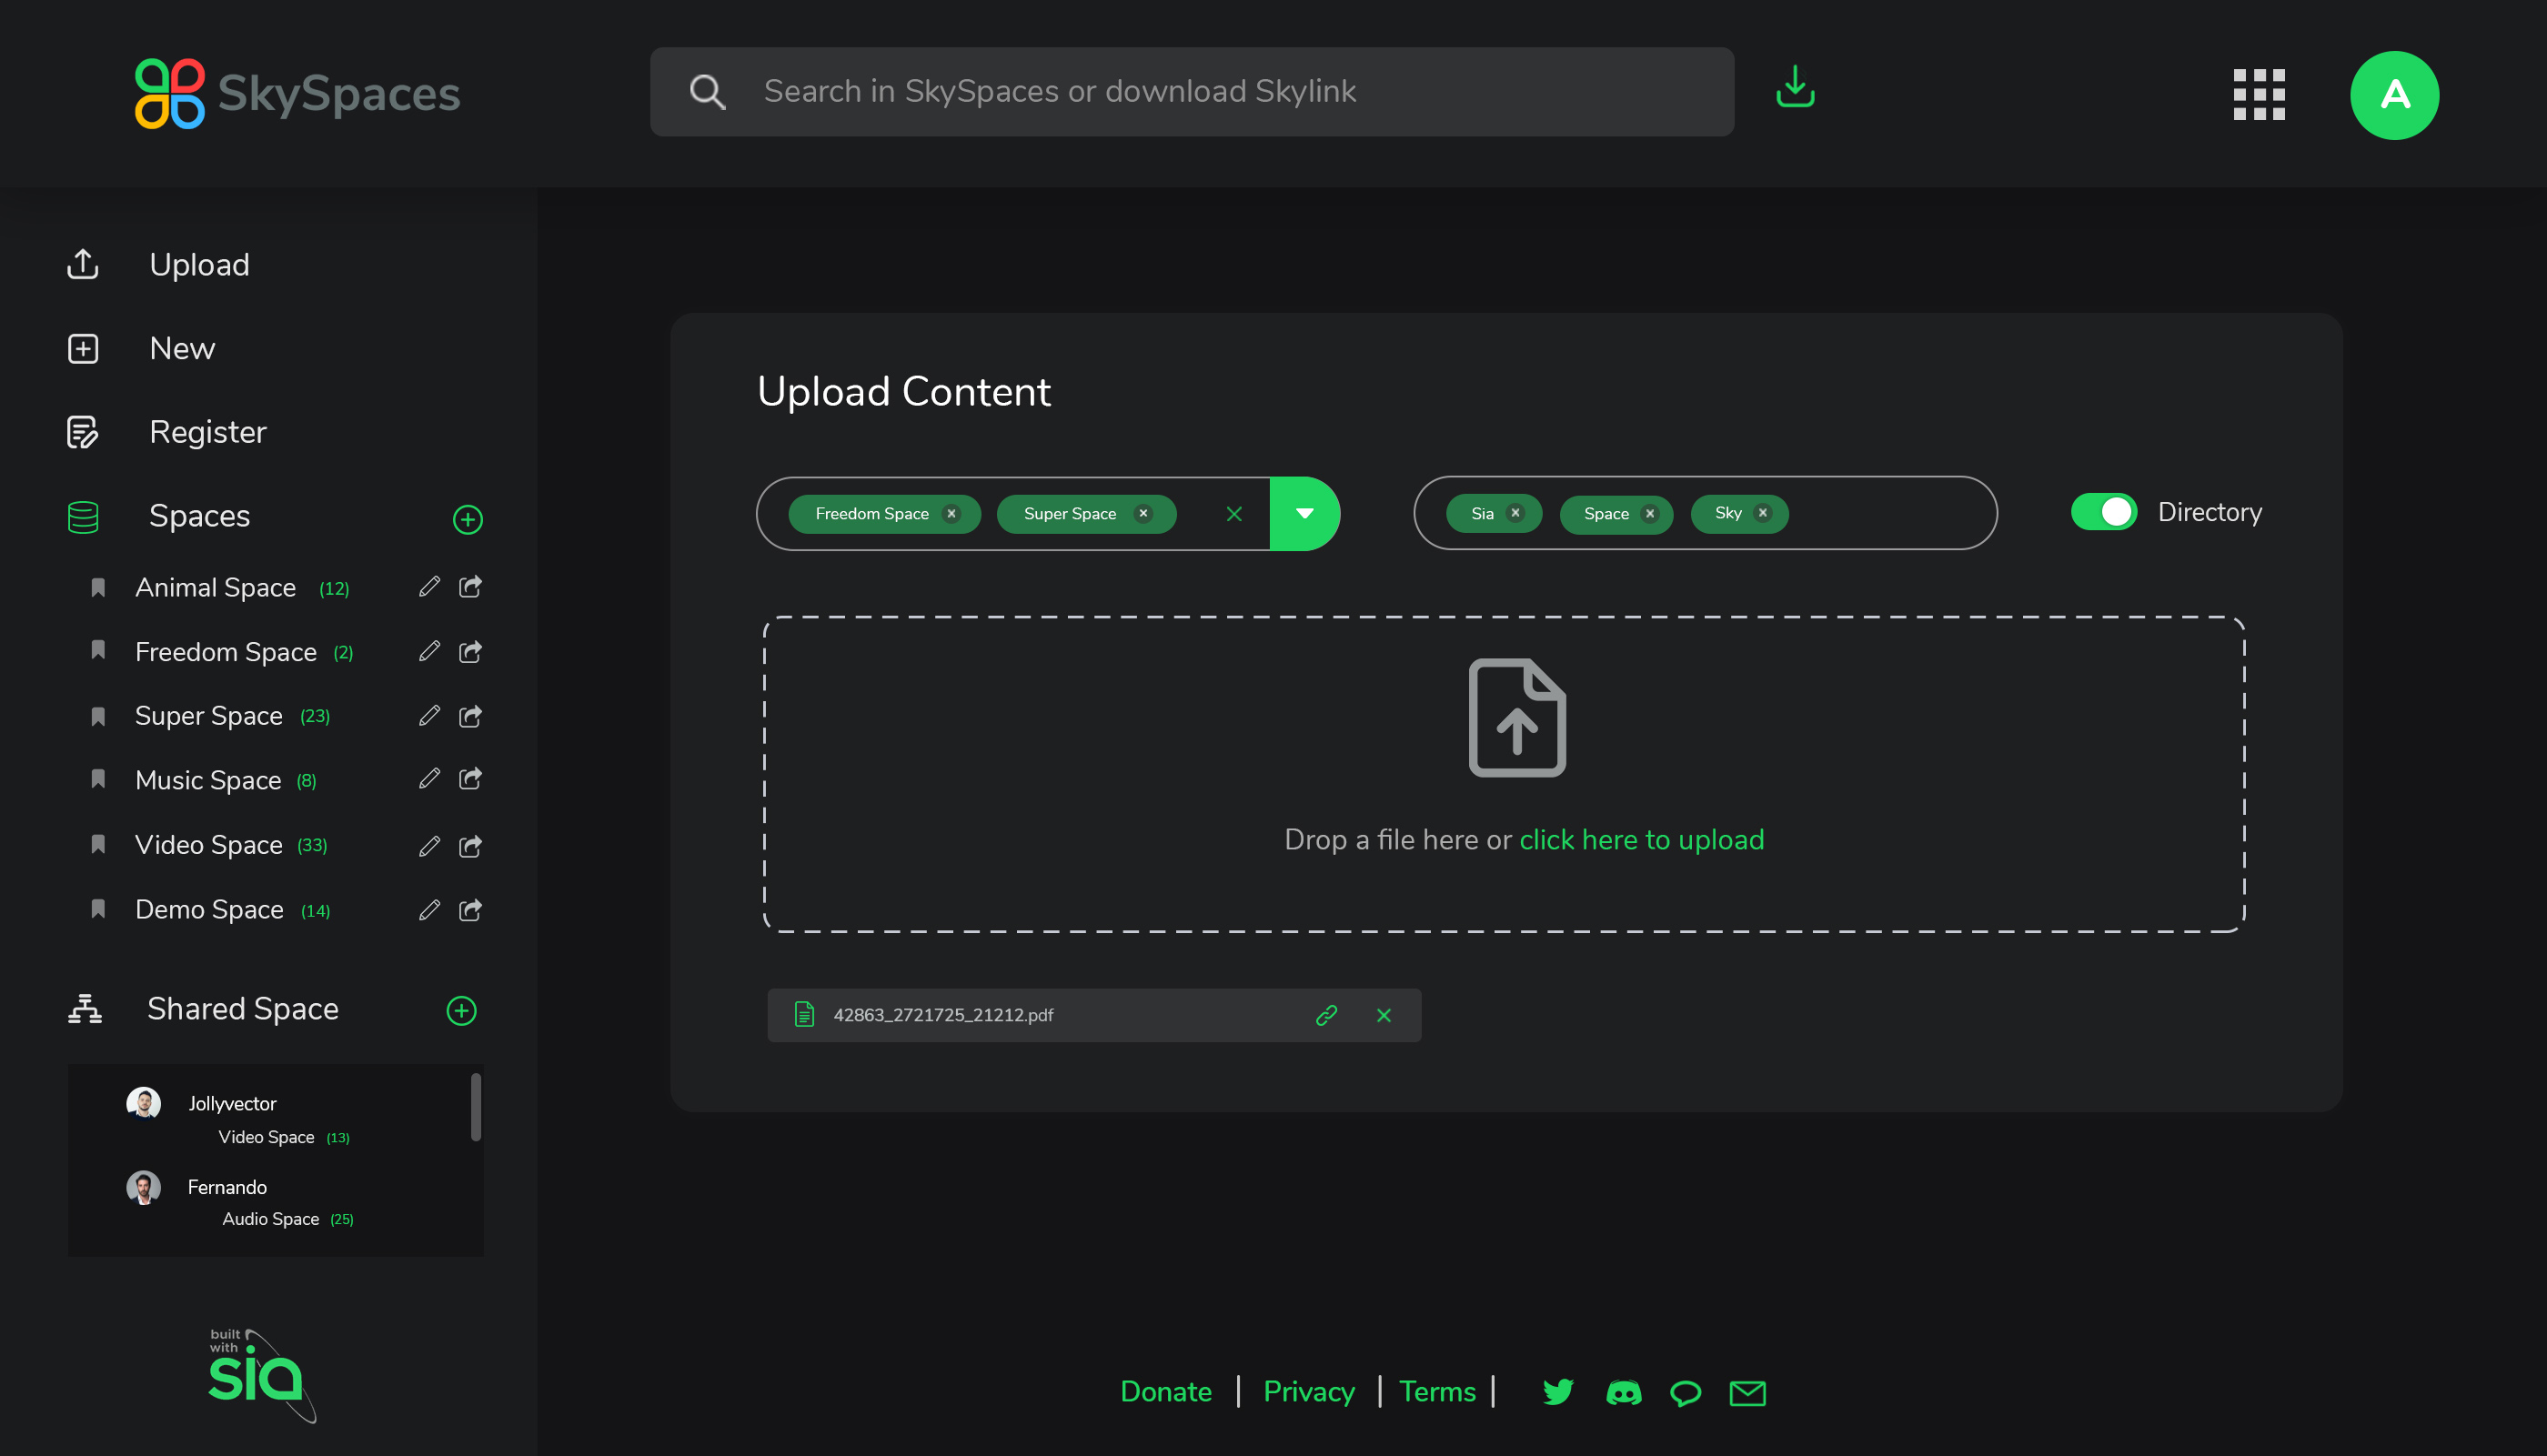 SkySpaces
Search in SkySpaces or download Skylink
A
Upload
New
Register
Spaces
Animal Space (12)
Freedom Space (2)
Super Space (23)
Music Space (8)
Video Space (33)
Demo Space (14)
Shared Space
Jollyvector
Video Space (13)
Fernando
Audio Space (25)
built
with
sia
Upload Content
Freedom Space
Super Space
Sia
Space
Sky
Directory
Drop a file here or click here to upload
42863_2721725_21212.pdf
Donate | Privacy | Terms |